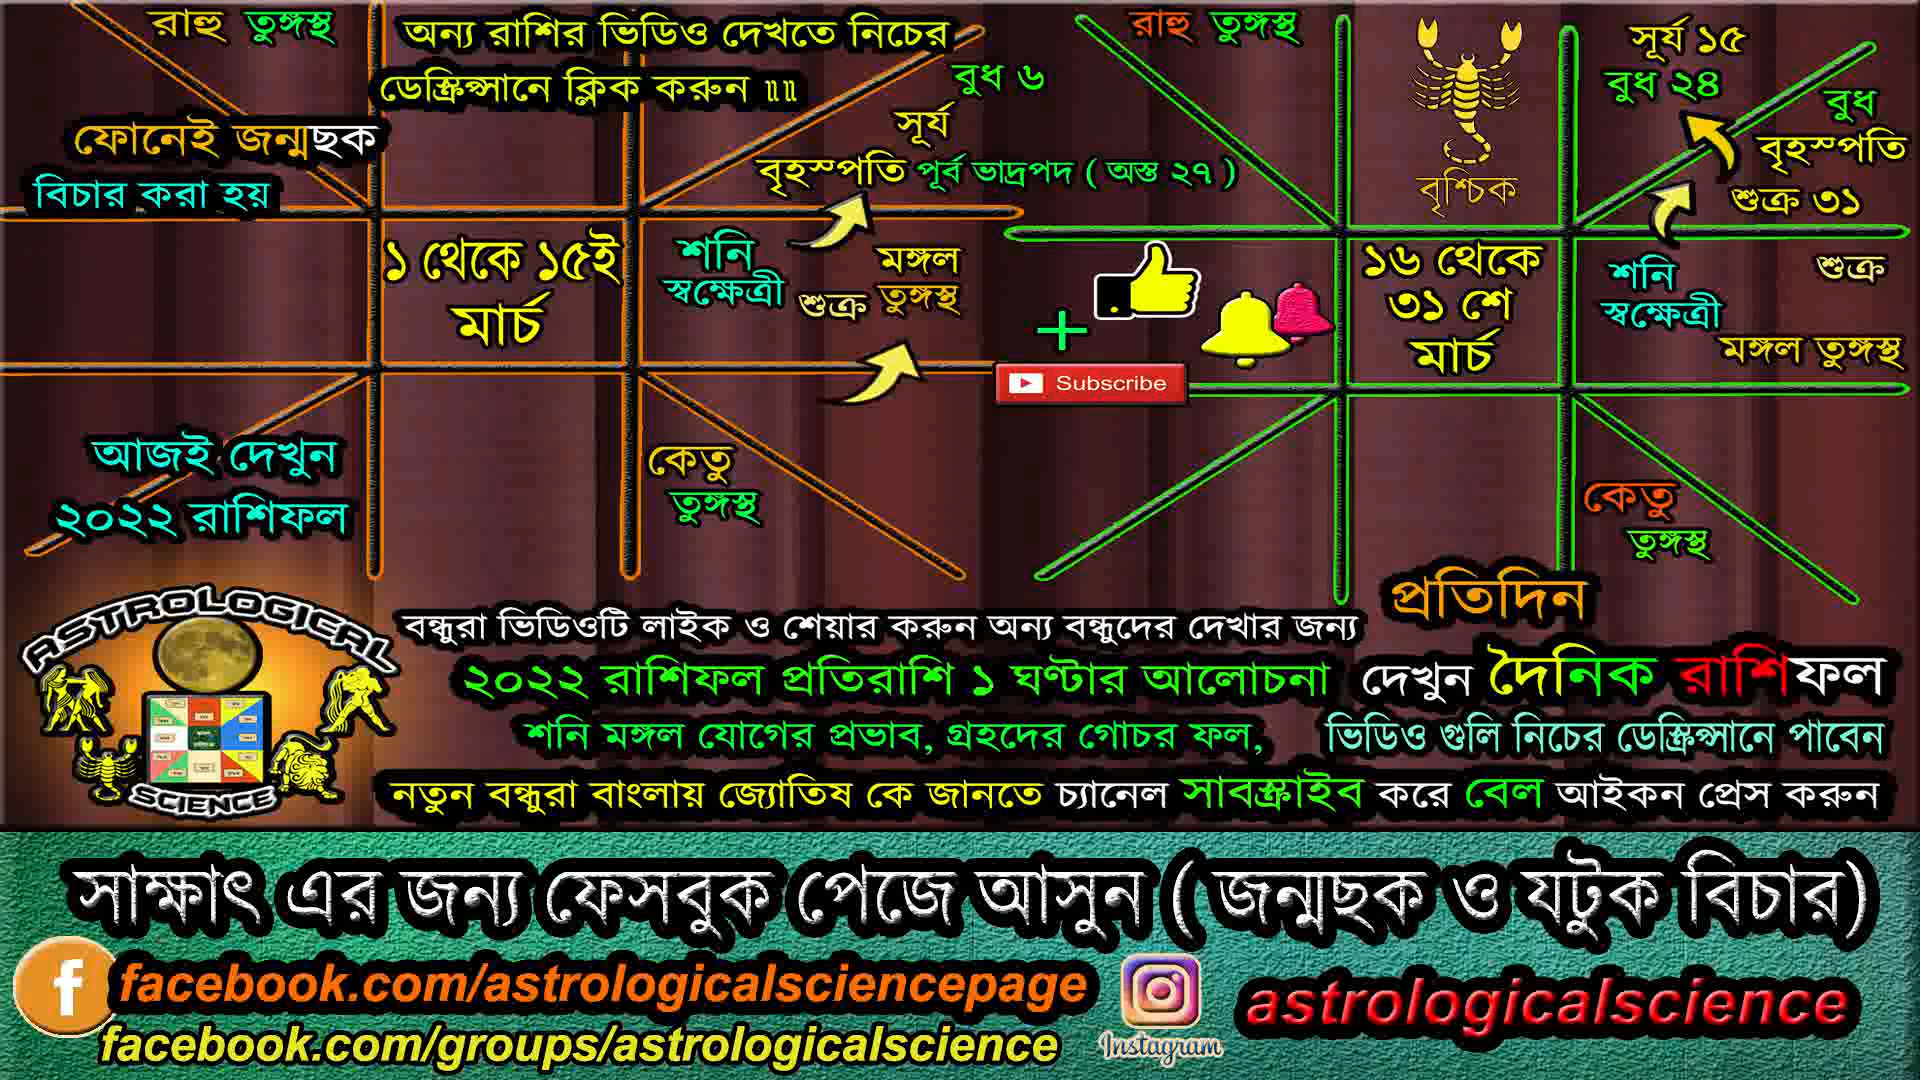 রাহু তুঙ্গস্থ
অন্য রাশির ভিডিও দেখতে নিচের
ডেস্ক্রিপ্সানে ক্লিক করুন ।।।
ফোনেই জন্মছক
বিচার করা হয়
বুধ ৬
সূর্য
বৃহস্পতি পূর্ব ভাদ্রপদ ( অস্ত ২৭ )
১ থেকে ১৫ই
মার্চ
শনি
স্বক্ষেত্রী
মঙ্গল
শুক্র তুঙ্গস্থ
আজই দেখুন
২০২২ রাশিফল
কেতু
তুঙ্গস্থ
রাহু তুঙ্গস্থ
বৃশ্চিক
সূর্য ১৫
বুধ ২৪
বুধ
বৃহস্পতি
শুক্র ৩১
১৬ থেকে
৩১ শে
মার্চ
শনি
স্বক্ষেত্রী
শুক্র
মঙ্গল তুঙ্গস্থ
+
Subscribe
কেতু
তুঙ্গস্থ
ASTROLOGICAL
SCIENCE
বন্ধুরা ভিডিওটি লাইক ও শেয়ার করুন অন্য বন্ধুদের দেখার জন্য
প্রতিদিন
২০২২ রাশিফল প্রতিরাশি ১ ঘণ্টার আলোচনা
দেখুন দৈনিক রাশিফল
শনি মঙ্গল যোগের প্রভাব, গ্রহদের গোচর ফল,
ভিডিও গুলি নিচের ডেস্ক্রিপ্সানে পাবেন
নতুন বন্ধুরা বাংলায় জ্যোতিষ কে জানতে চ্যানেল সাবস্ক্রাইব করে বেল আইকন প্রেস করুন
সাক্ষাৎ এর জন্য ফেসবুক পেজে আসুন ( জন্মছক ও যটুক বিচার)
facebook.com/astrologicalsciencepage
facebook.com/groups/astrologicalscience
Instagram
astrologicalscience